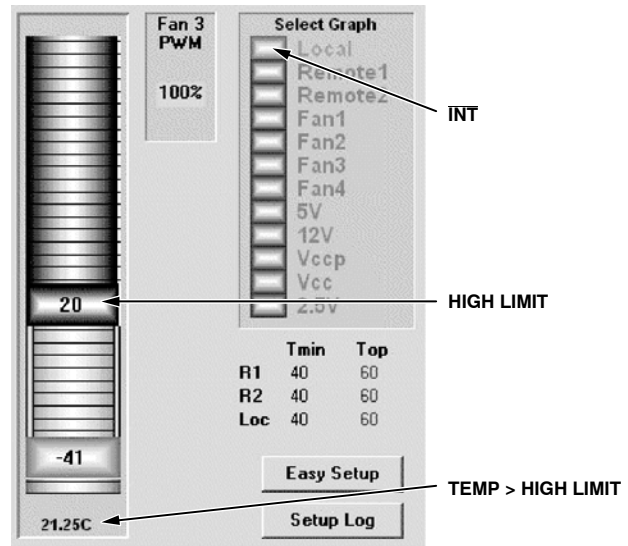 Fan 3
PWM
100%
Select Graph
Local
Remote1
Remote2
Fan1
Fan2
Fan3
Fan4
5V
12V
Vccp
Vcc
2.5V
INT
HIGH LIMIT
TEMP > HIGH LIMIT
20
-41
21.25C
Tmin Top
R1 40 60
R2 40 60
Loc 40 60
Easy Setup
Setup Log